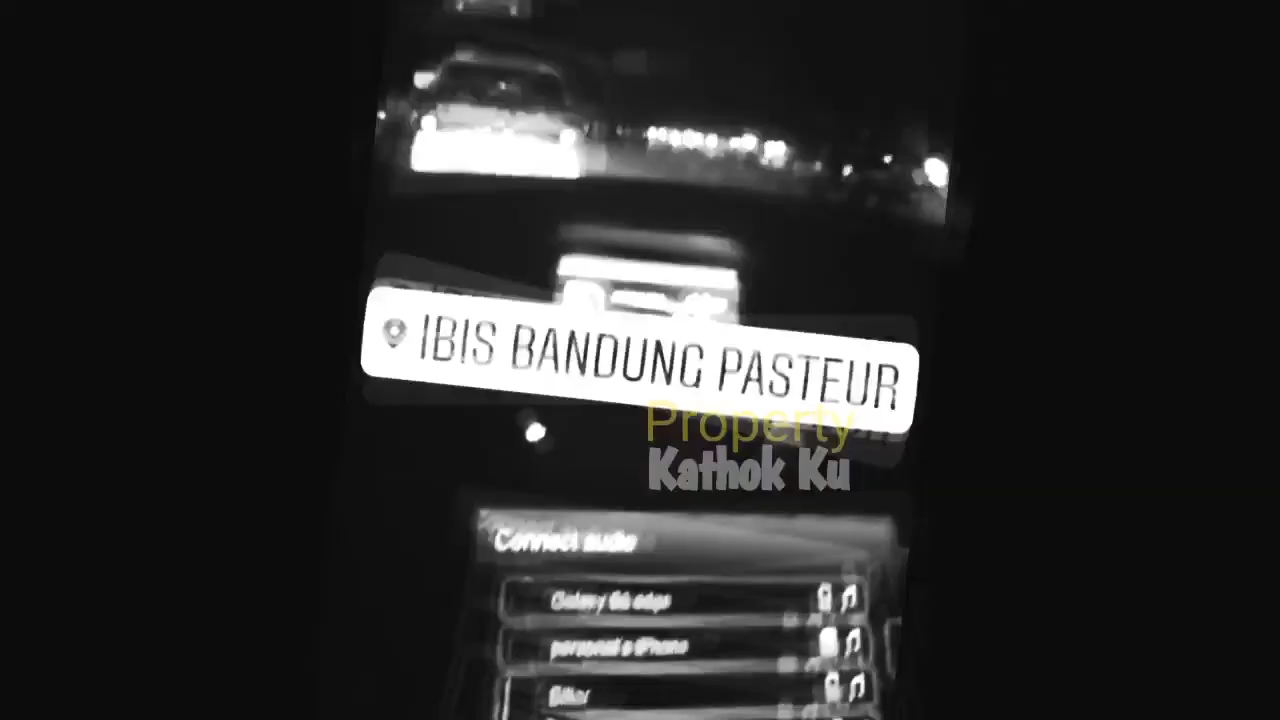 IBIS BANDUNG PASTEUR
Property
Kathok Ku
Connect audio
Galaxy S6 edge
personal's iPhone